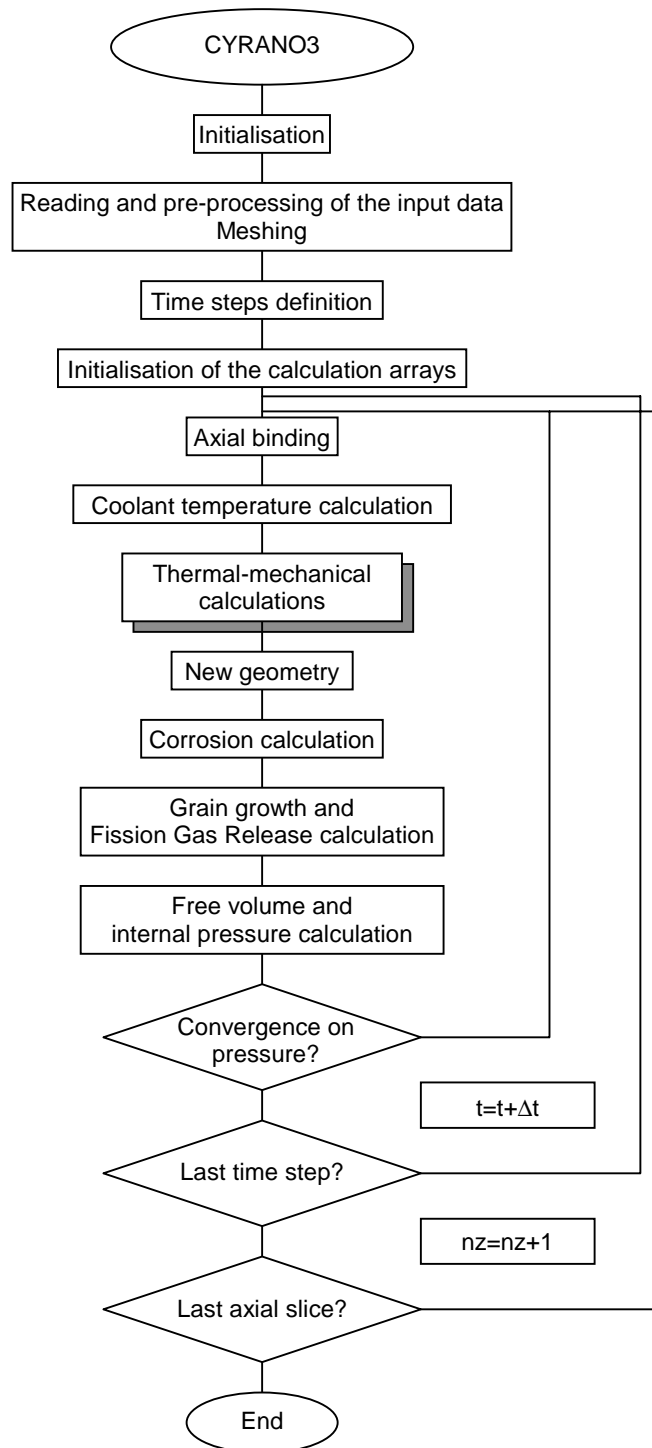 CYRANO3
Initialisation
Reading and pre-processing of the input data
Meshing
Time steps definition
Initialisation of the calculation arrays
Axial binding
Coolant temperature calculation
Thermal-mechanical
calculations
New geometry
Corrosion calculation
Grain growth and
Fission Gas Release calculation
Free volume and
internal pressure calculation
Convergence on
pressure?
t=t+Δt
Last time step?
nz=nz+1
Last axial slice?
End